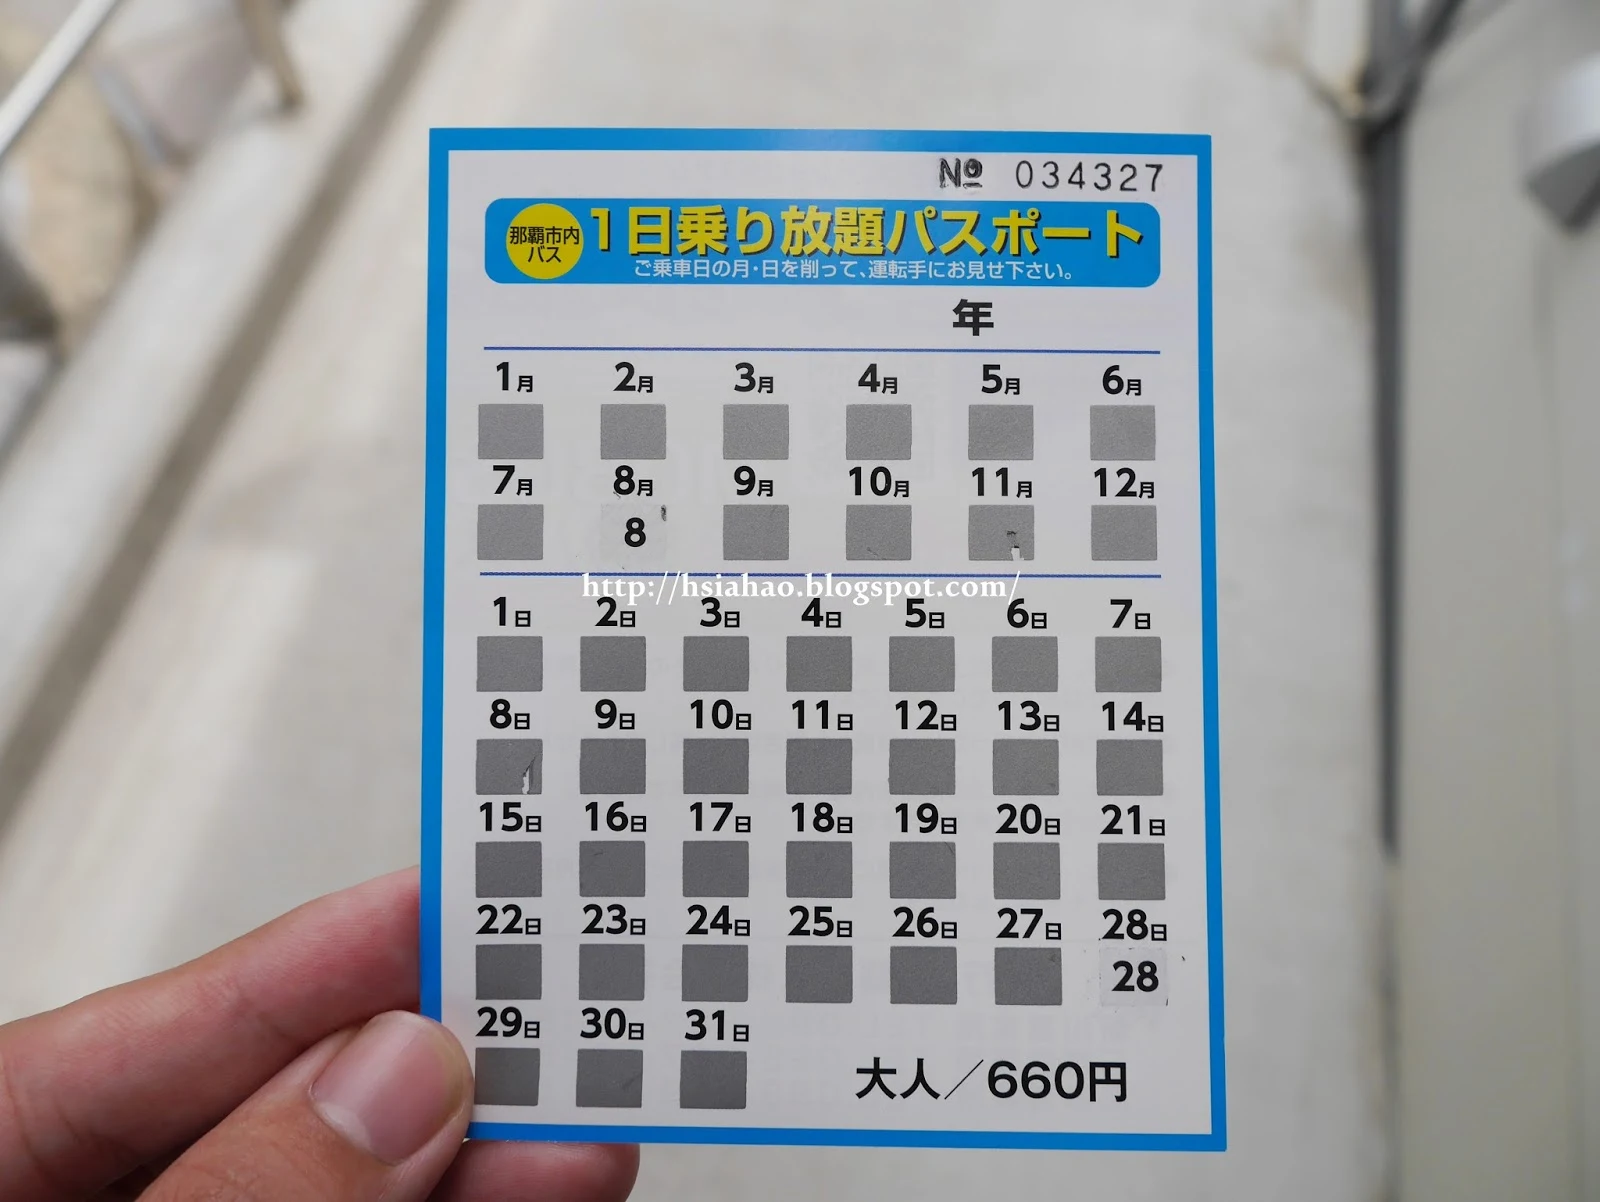 № 034327
那覇市内
バス
1日乗り放題パスポート
ご乗車日の月・日を削って、運転手にお見せ下さい。
年
1月 2月 3月 4月 5月 6月
7月 8月 9月 10月 11月 12月
8
http://hsiahao.blogspot.com/
1日 2日 3日 4日 5日 6日 7日
8日 9日 10日 11日 12日 13日 14日
15日 16日 17日 18日 19日 20日 21日
22日 23日 24日 25日 26日 27日 28日
28
29日 30日 31日
大人／660円